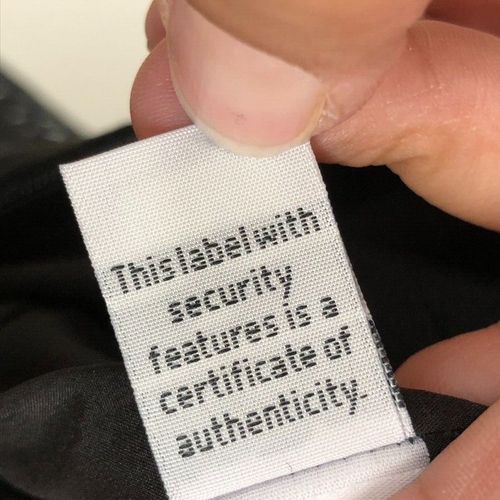 This label with
security
features is a
certificate of
authenticity.